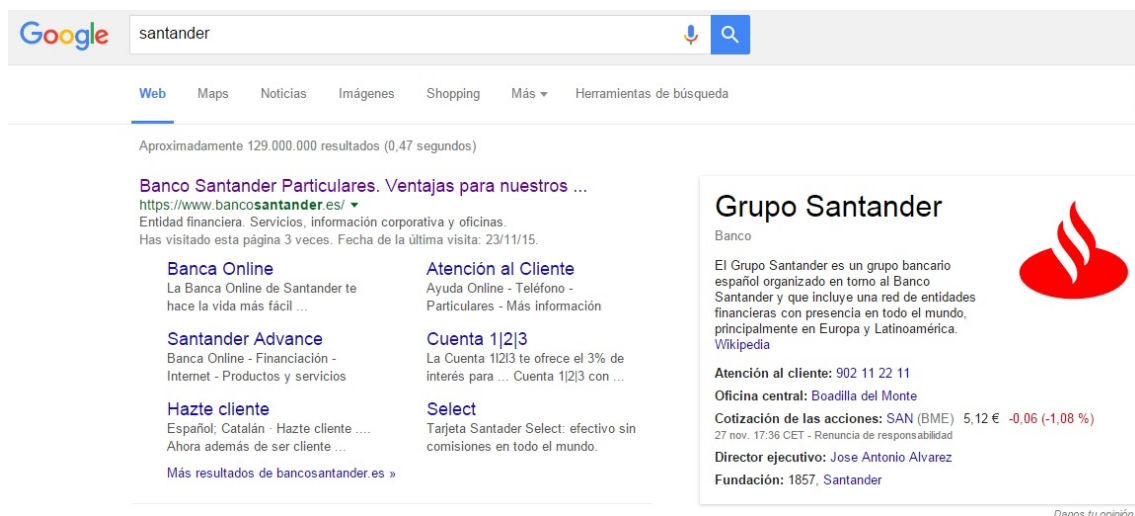 Google
santander
Web Maps Noticias Imágenes Shopping Más Herramientas de búsqueda
Aproximadamente 129.000.000 resultados (0,47 segundos)
Banco Santander Particulares. Ventajas para nuestros ...
https://www.bancosantander.es/
Entidad financiera. Servicios, información corporativa y oficinas.
Has visitado esta página 3 veces. Fecha de la última visita: 23/11/15.
Banca Online
La Banca Online de Santander te
hace la vida más fácil ...
Atención al Cliente
Ayuda Online - Teléfono -
Particulares - Más información
Santander Advance
Banca Online - Financiación -
Internet - Productos y servicios
Cuenta 1|2|3
La Cuenta 1|2|3 te ofrece el 3% de
interés para ... Cuenta 1|2|3 con ...
Hazte cliente
Español; Catalán · Hazte cliente ....
Ahora además de ser cliente ...
Select
Tarjeta Santader Select: efectivo sin
comisiones en todo el mundo.
Más resultados de bancosantander.es »
Grupo Santander
Banco
El Grupo Santander es un grupo bancario
español organizado en torno al Banco
Santander y que incluye una red de entidades
financieras con presencia en todo el mundo,
principalmente en Europa y Latinoamérica.
Wikipedia
Atención al cliente: 902 11 22 11
Oficina central: Boadilla del Monte
Cotización de las acciones: SAN (BME) 5,12 € -0,06 (-1,08 %)
27 nov. 17:36 CET - Renuncia de responsabilidad
Director ejecutivo: Jose Antonio Alvarez
Fundación: 1857, Santander
Danos tu opinión